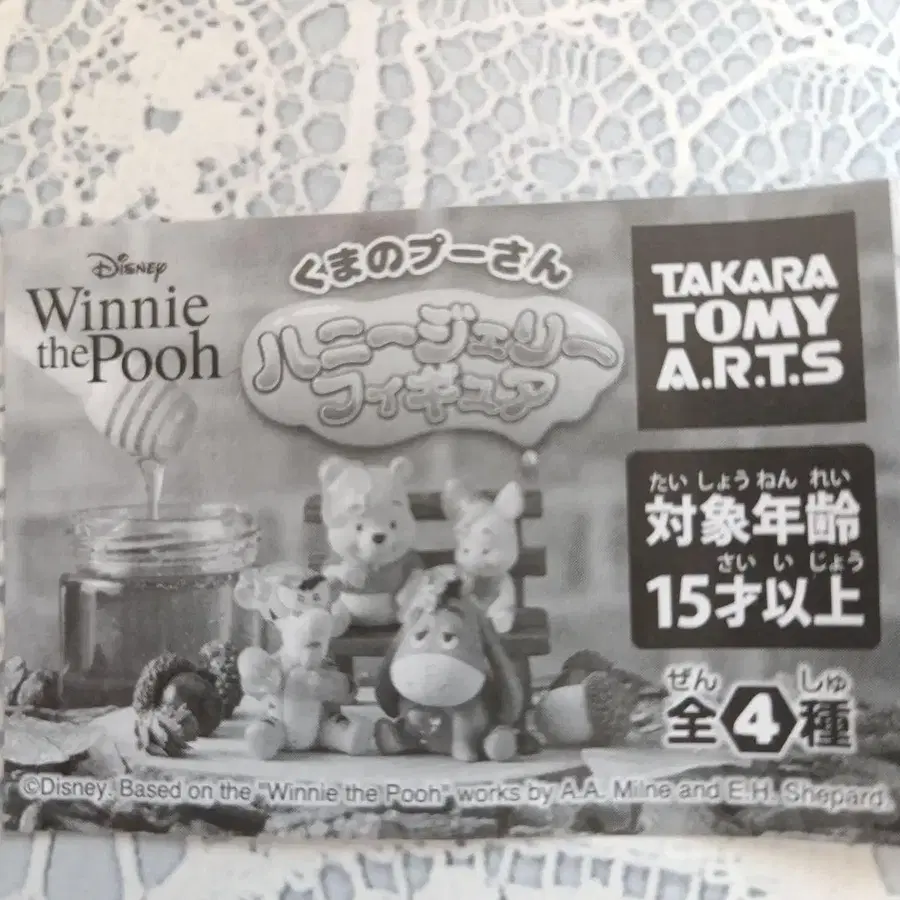 Disney
Winnie
the Pooh
くまのプーさん
ハニージェリー
フィギュア
TAKARA
TOMY
A.R.T.S
たいしょうねんれい
対象年齢
さいいじょう
15才以上
ぜん しゅ
全4種
©Disney. Based on the "Winnie the Pooh" works by A.A. Milne and E.H. Shepard.